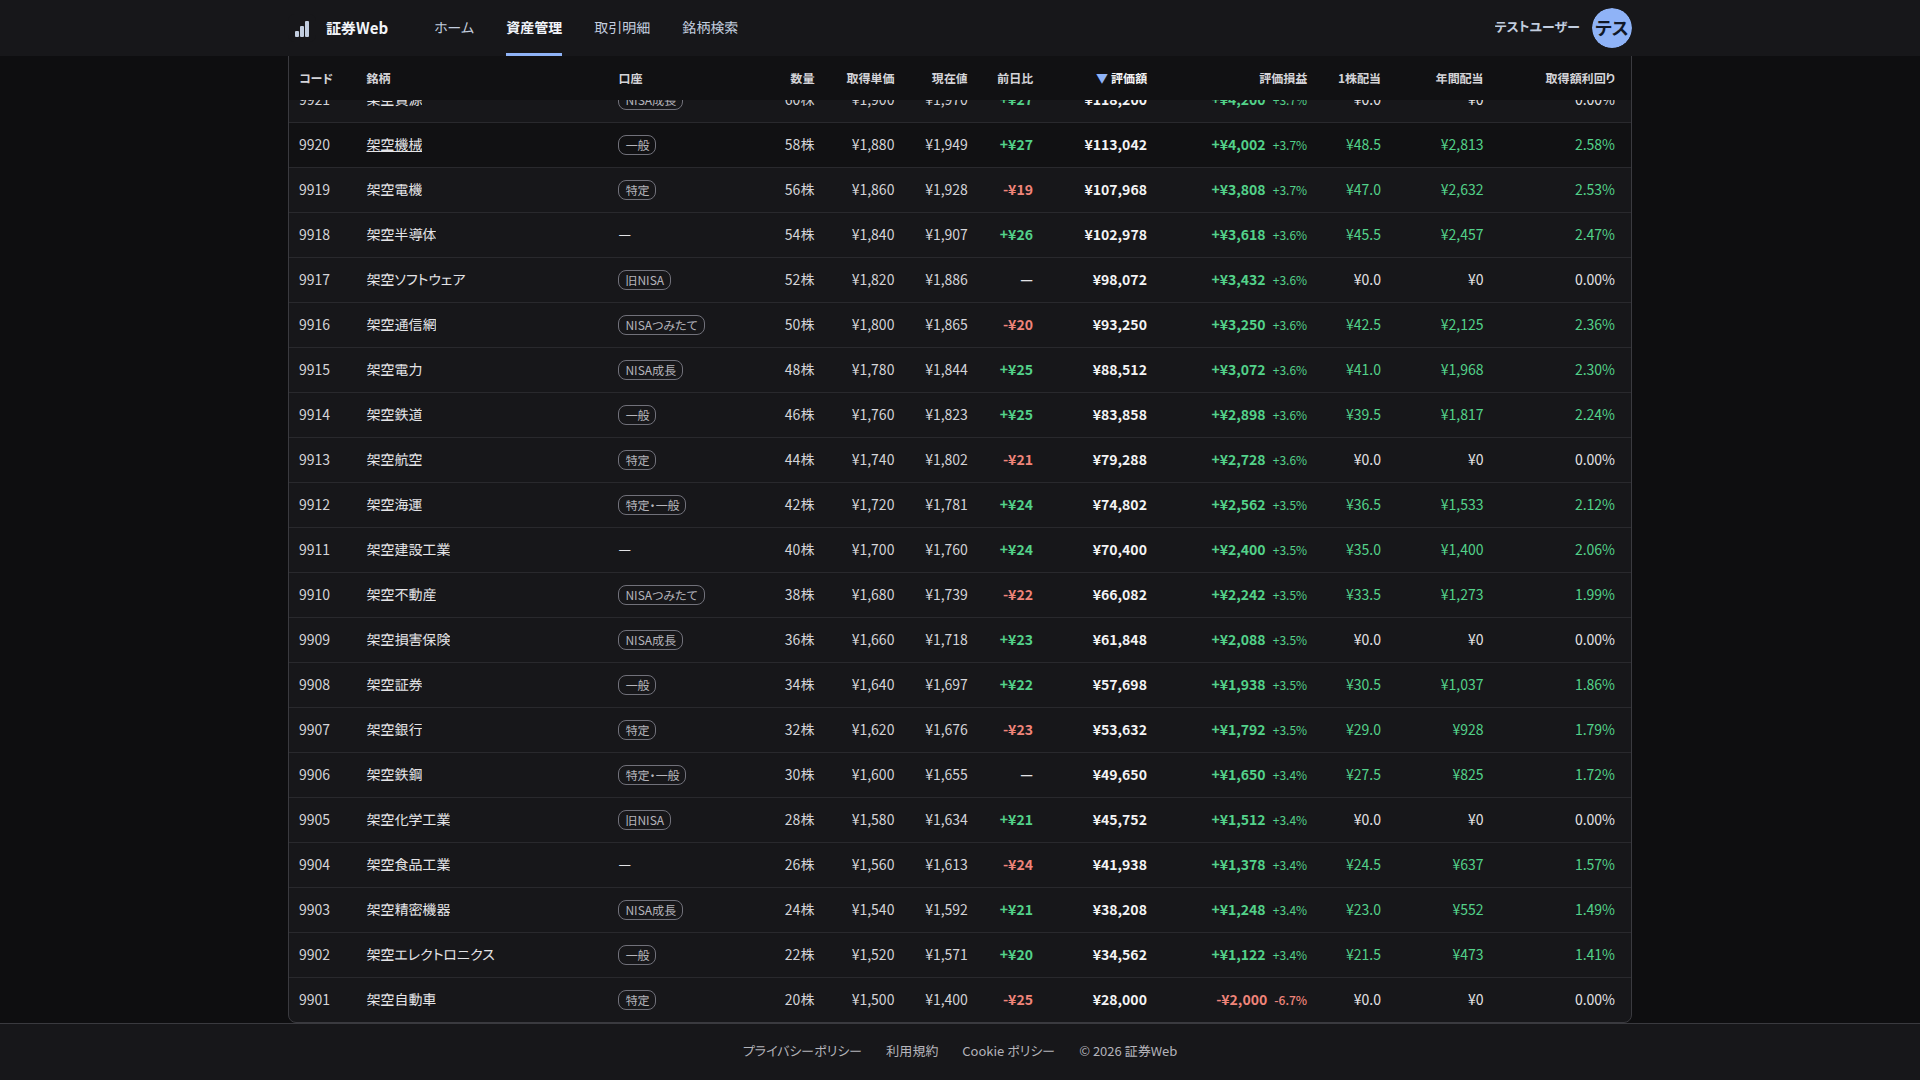 証券Web ホーム 資産管理 取引明細 銘柄検索 テストユーザー テス
コード 銘柄 口座 数量 取得単価 現在値 前日比 ▼ 評価額 評価損益 1株配当 年間配当 取得額利回り
9921 架空資源 NISA成長 60株 ¥1,900 ¥1,970 +¥27 ¥118,200 +¥4,200 +3.7% ¥0.0 ¥0 0.00%
9920 架空機械 一般 58株 ¥1,880 ¥1,949 +¥27 ¥113,042 +¥4,002 +3.7% ¥48.5 ¥2,813 2.58%
9919 架空電機 特定 56株 ¥1,860 ¥1,928 -¥19 ¥107,968 +¥3,808 +3.7% ¥47.0 ¥2,632 2.53%
9918 架空半導体 — 54株 ¥1,840 ¥1,907 +¥26 ¥102,978 +¥3,618 +3.6% ¥45.5 ¥2,457 2.47%
9917 架空ソフトウェア 旧NISA 52株 ¥1,820 ¥1,886 — ¥98,072 +¥3,432 +3.6% ¥0.0 ¥0 0.00%
9916 架空通信網 NISAつみたて 50株 ¥1,800 ¥1,865 -¥20 ¥93,250 +¥3,250 +3.6% ¥42.5 ¥2,125 2.36%
9915 架空電力 NISA成長 48株 ¥1,780 ¥1,844 +¥25 ¥88,512 +¥3,072 +3.6% ¥41.0 ¥1,968 2.30%
9914 架空鉄道 一般 46株 ¥1,760 ¥1,823 +¥25 ¥83,858 +¥2,898 +3.6% ¥39.5 ¥1,817 2.24%
9913 架空航空 特定 44株 ¥1,740 ¥1,802 -¥21 ¥79,288 +¥2,728 +3.6% ¥0.0 ¥0 0.00%
9912 架空海運 特定・一般 42株 ¥1,720 ¥1,781 +¥24 ¥74,802 +¥2,562 +3.5% ¥36.5 ¥1,533 2.12%
9911 架空建設工業 — 40株 ¥1,700 ¥1,760 +¥24 ¥70,400 +¥2,400 +3.5% ¥35.0 ¥1,400 2.06%
9910 架空不動産 NISAつみたて 38株 ¥1,680 ¥1,739 -¥22 ¥66,082 +¥2,242 +3.5% ¥33.5 ¥1,273 1.99%
9909 架空損害保険 NISA成長 36株 ¥1,660 ¥1,718 +¥23 ¥61,848 +¥2,088 +3.5% ¥0.0 ¥0 0.00%
9908 架空証券 一般 34株 ¥1,640 ¥1,697 +¥22 ¥57,698 +¥1,938 +3.5% ¥30.5 ¥1,037 1.86%
9907 架空銀行 特定 32株 ¥1,620 ¥1,676 -¥23 ¥53,632 +¥1,792 +3.5% ¥29.0 ¥928 1.79%
9906 架空鉄鋼 特定・一般 30株 ¥1,600 ¥1,655 — ¥49,650 +¥1,650 +3.4% ¥27.5 ¥825 1.72%
9905 架空化学工業 旧NISA 28株 ¥1,580 ¥1,634 +¥21 ¥45,752 +¥1,512 +3.4% ¥0.0 ¥0 0.00%
9904 架空食品工業 — 26株 ¥1,560 ¥1,613 -¥24 ¥41,938 +¥1,378 +3.4% ¥24.5 ¥637 1.57%
9903 架空精密機器 NISA成長 24株 ¥1,540 ¥1,592 +¥21 ¥38,208 +¥1,248 +3.4% ¥23.0 ¥552 1.49%
9902 架空エレクトロニクス 一般 22株 ¥1,520 ¥1,571 +¥20 ¥34,562 +¥1,122 +3.4% ¥21.5 ¥473 1.41%
9901 架空自動車 特定 20株 ¥1,500 ¥1,400 -¥25 ¥28,000 -¥2,000 -6.7% ¥0.0 ¥0 0.00%
プライバシーポリシー 利用規約 Cookie ポリシー © 2026 証券Web